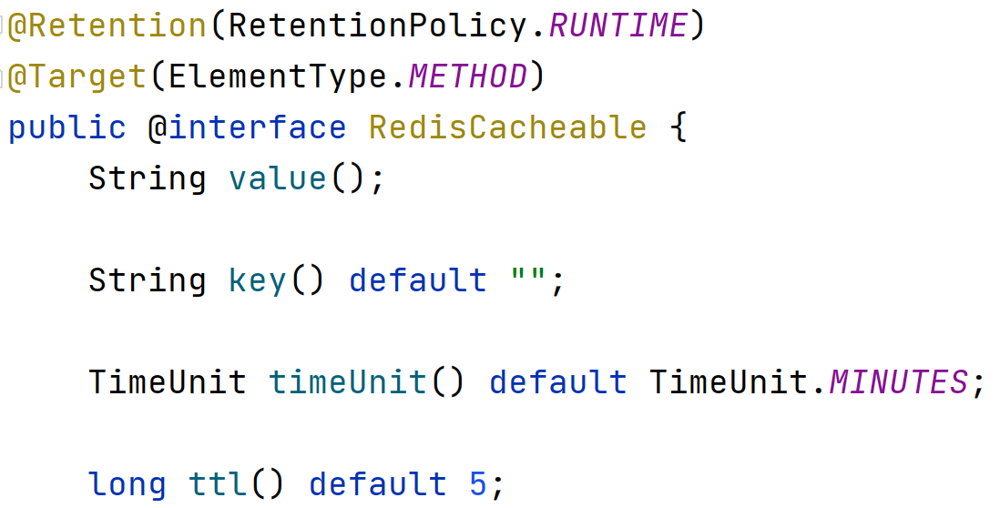 @Retention(RetentionPolicy.RUNTIME)
@Target(ElementType.METHOD)
public @interface RedisCacheable {
    String value();
    String key() default "";
    TimeUnit timeUnit() default TimeUnit.MINUTES;
    long ttl() default 5;